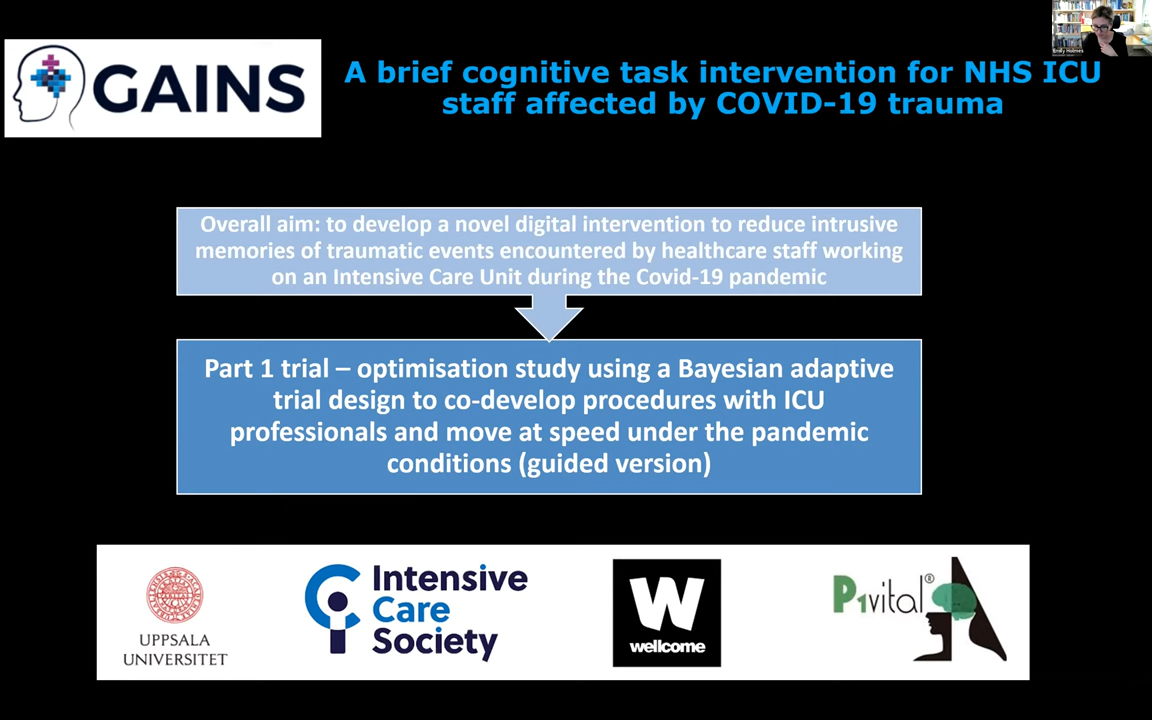 Emily Holmes
GAINS
A brief cognitive task intervention for NHS ICU
staff affected by COVID-19 trauma
Overall aim: to develop a novel digital intervention to reduce intrusive
memories of traumatic events encountered by healthcare staff working
on an Intensive Care Unit during the Covid-19 pandemic
Part 1 trial – optimisation study using a Bayesian adaptive
trial design to co-develop procedures with ICU
professionals and move at speed under the pandemic
conditions (guided version)
UPPSALA
UNIVERSITET
Intensive
Care
Society
W
wellcome
P1vital®